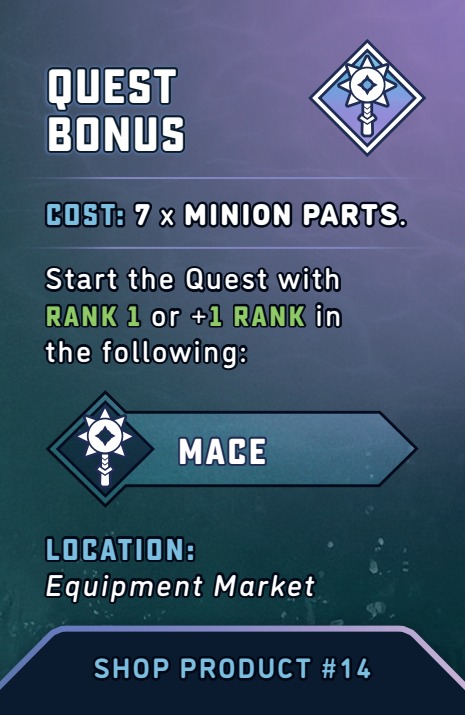 QUEST
BONUS
COST: 7 x MINION PARTS.
Start the Quest with
RANK 1 or +1 RANK in
the following:
MACE
LOCATION:
Equipment Market
SHOP PRODUCT #14